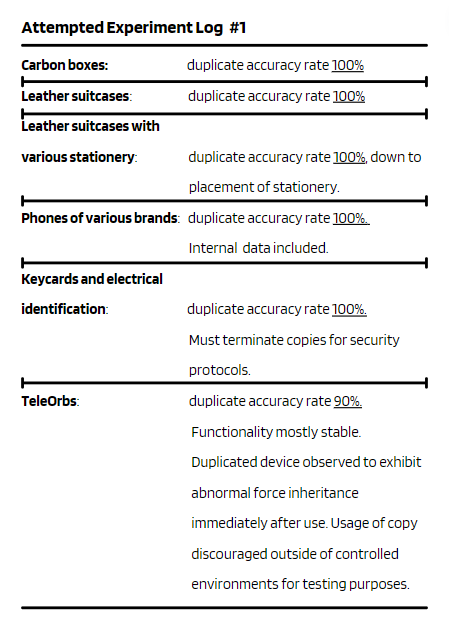 Attempted Experiment Log #1
Carbon boxes: duplicate accuracy rate 100%
Leather suitcases: duplicate accuracy rate 100%
Leather suitcases with
various stationery: duplicate accuracy rate 100%, down to
placement of stationery.
Phones of various brands: duplicate accuracy rate 100%.
Internal data included.
Keycards and electrical
identification: duplicate accuracy rate 100%.
Must terminate copies for security
protocols.
TeleOrbs: duplicate accuracy rate 90%.
Functionality mostly stable.
Duplicated device observed to exhibit
abnormal force inheritance
immediately after use. Usage of copy
discouraged outside of controlled
environments for testing purposes.